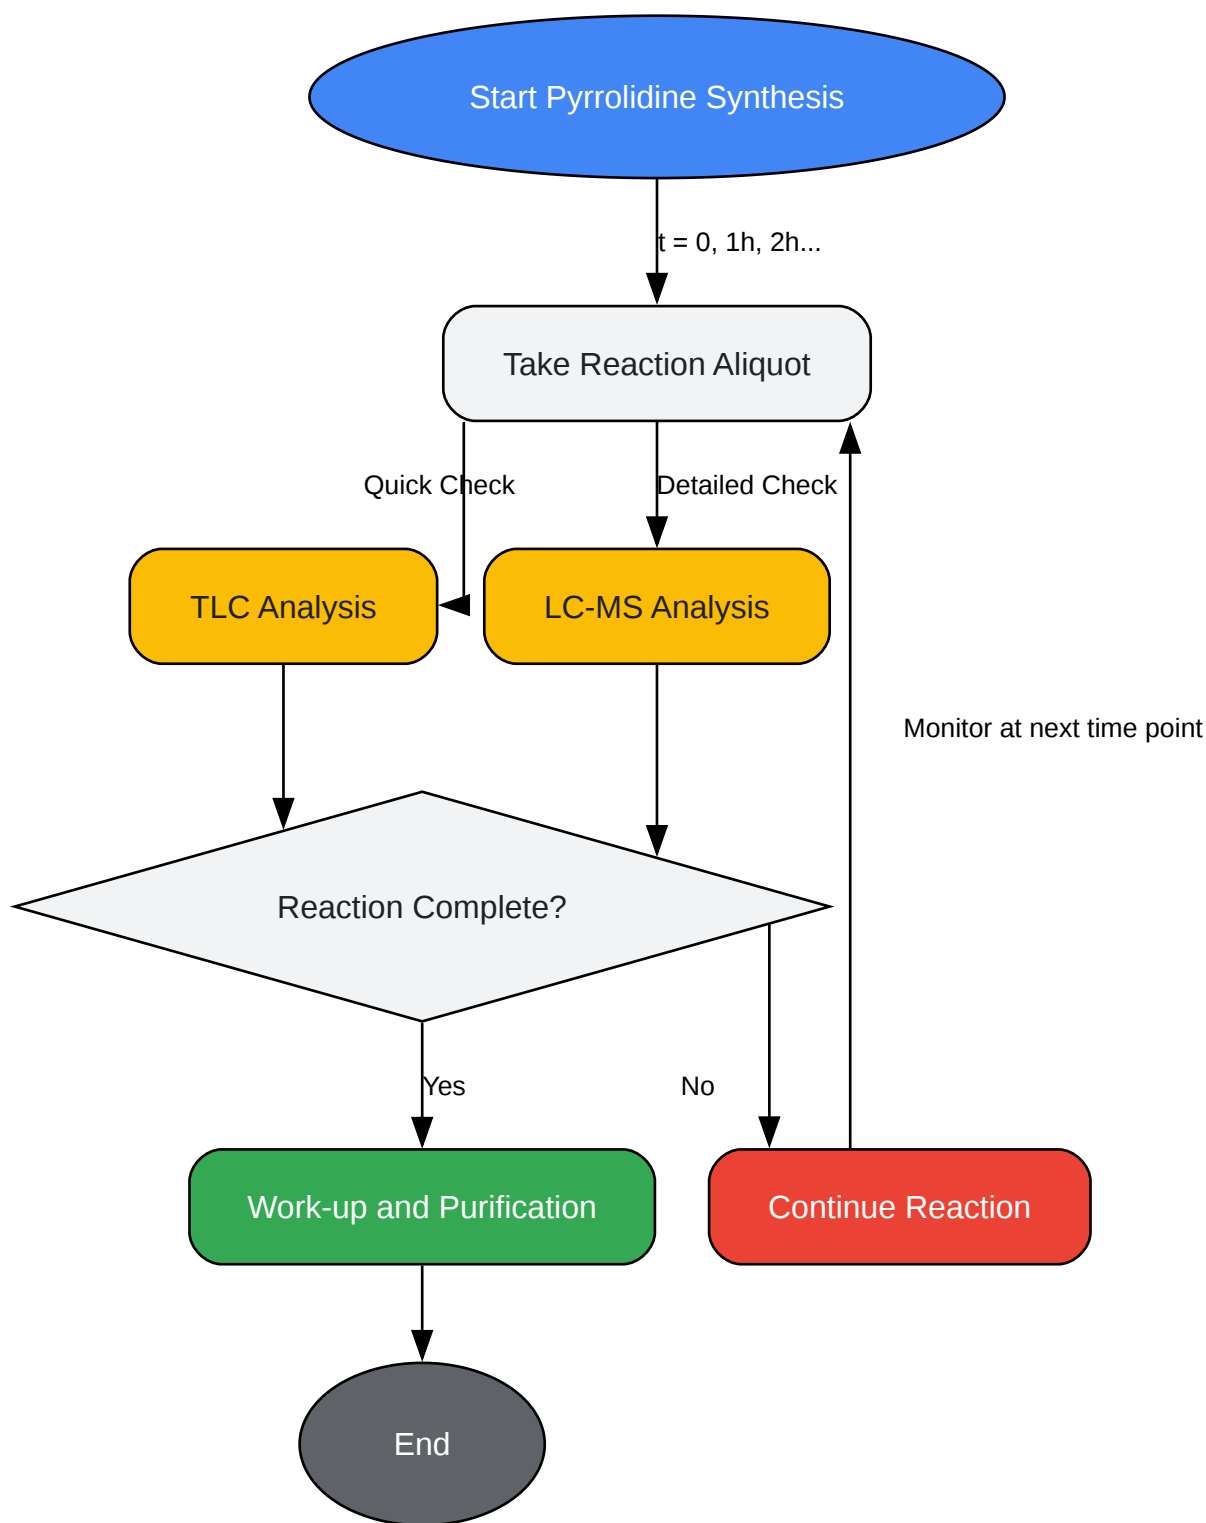 Start Pyrrolidine Synthesis
t = 0, 1h, 2h...
Take Reaction Aliquot
Quick Check
Detailed Check
TLC Analysis
LC-MS Analysis
Monitor at next time point
Reaction Complete?
Yes
No
Work-up and Purification
Continue Reaction
End